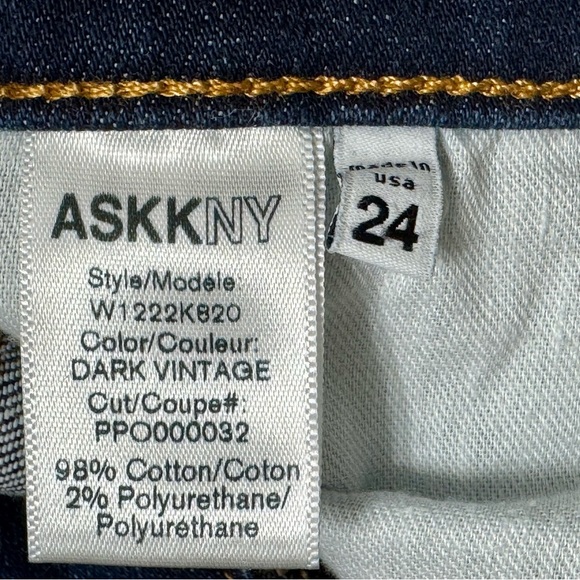 ASKKNY
Style/Modèle:
W1222K820
Color/Couleur:
DARK VINTAGE
Cut/Coupe#:
PPO000032
98% Cotton/Coton
2% Polyurethane/
Polyurethane
made in
usa
24